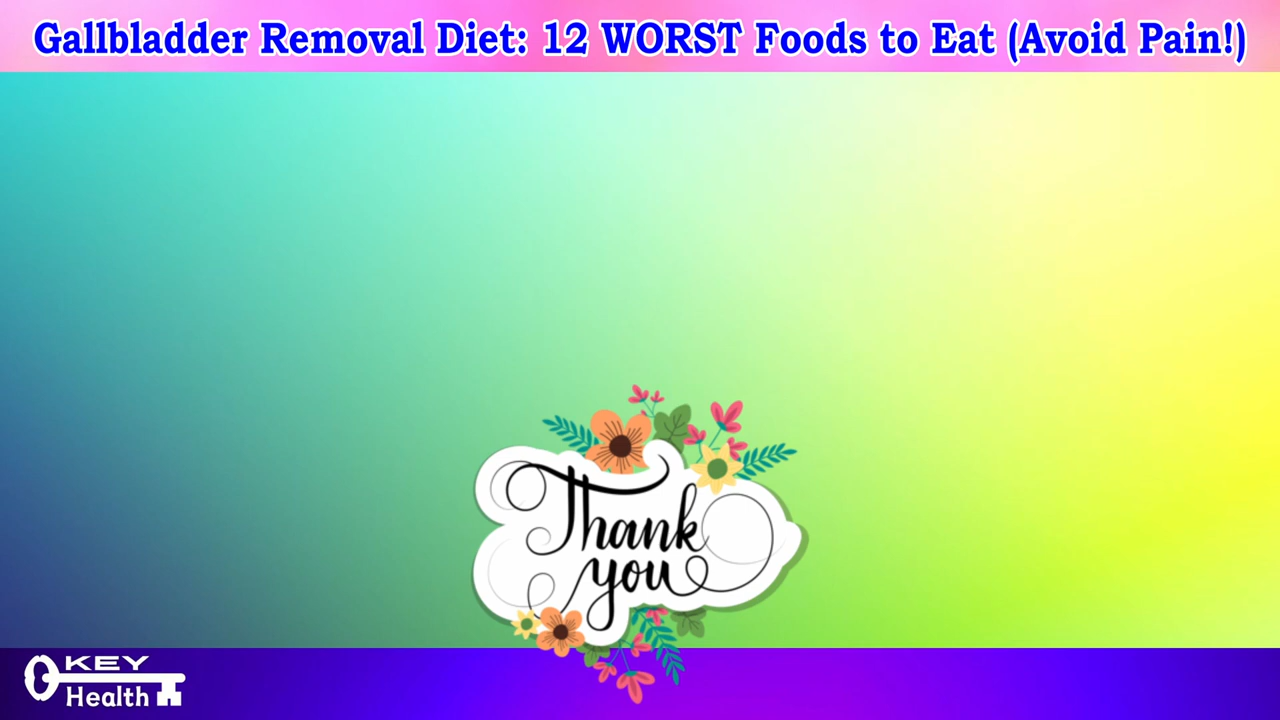 Gallbladder Removal Diet: 12 WORST Foods to Eat (Avoid Pain!)
Thank
you
KEY
Health